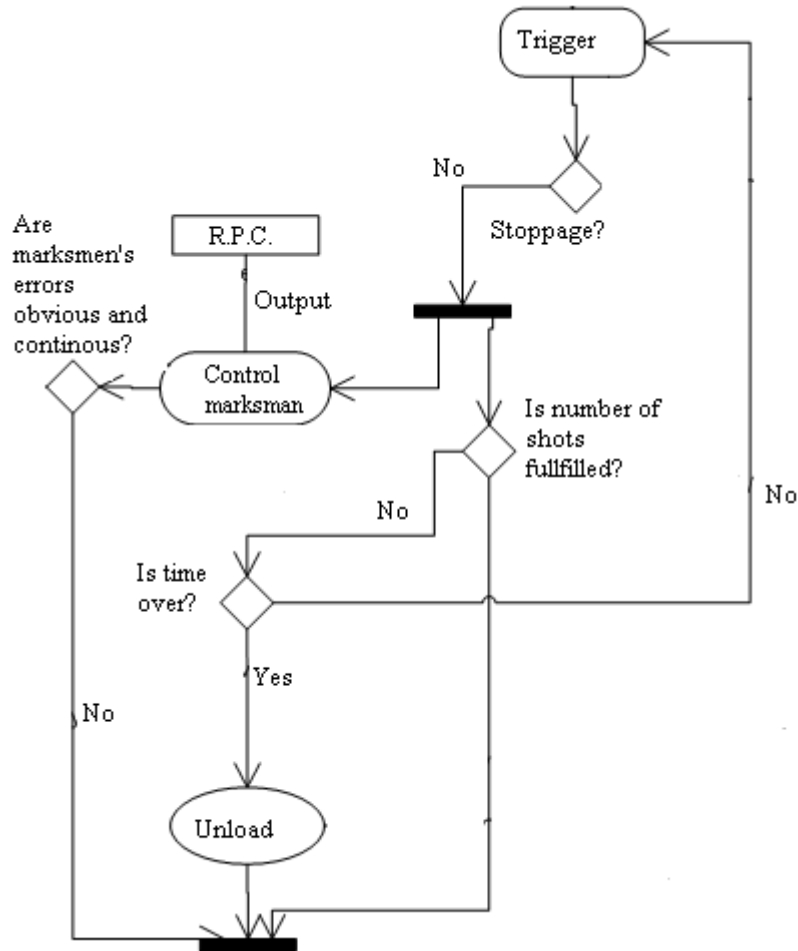 Trigger
No
Stoppage?
Are
marksmen's
errors
obvious and
continous?
R.P.C.
Output
Control
marksman
Is number of
shots
fullfilled?
No
No
Is time
over?
Yes
No
Unload